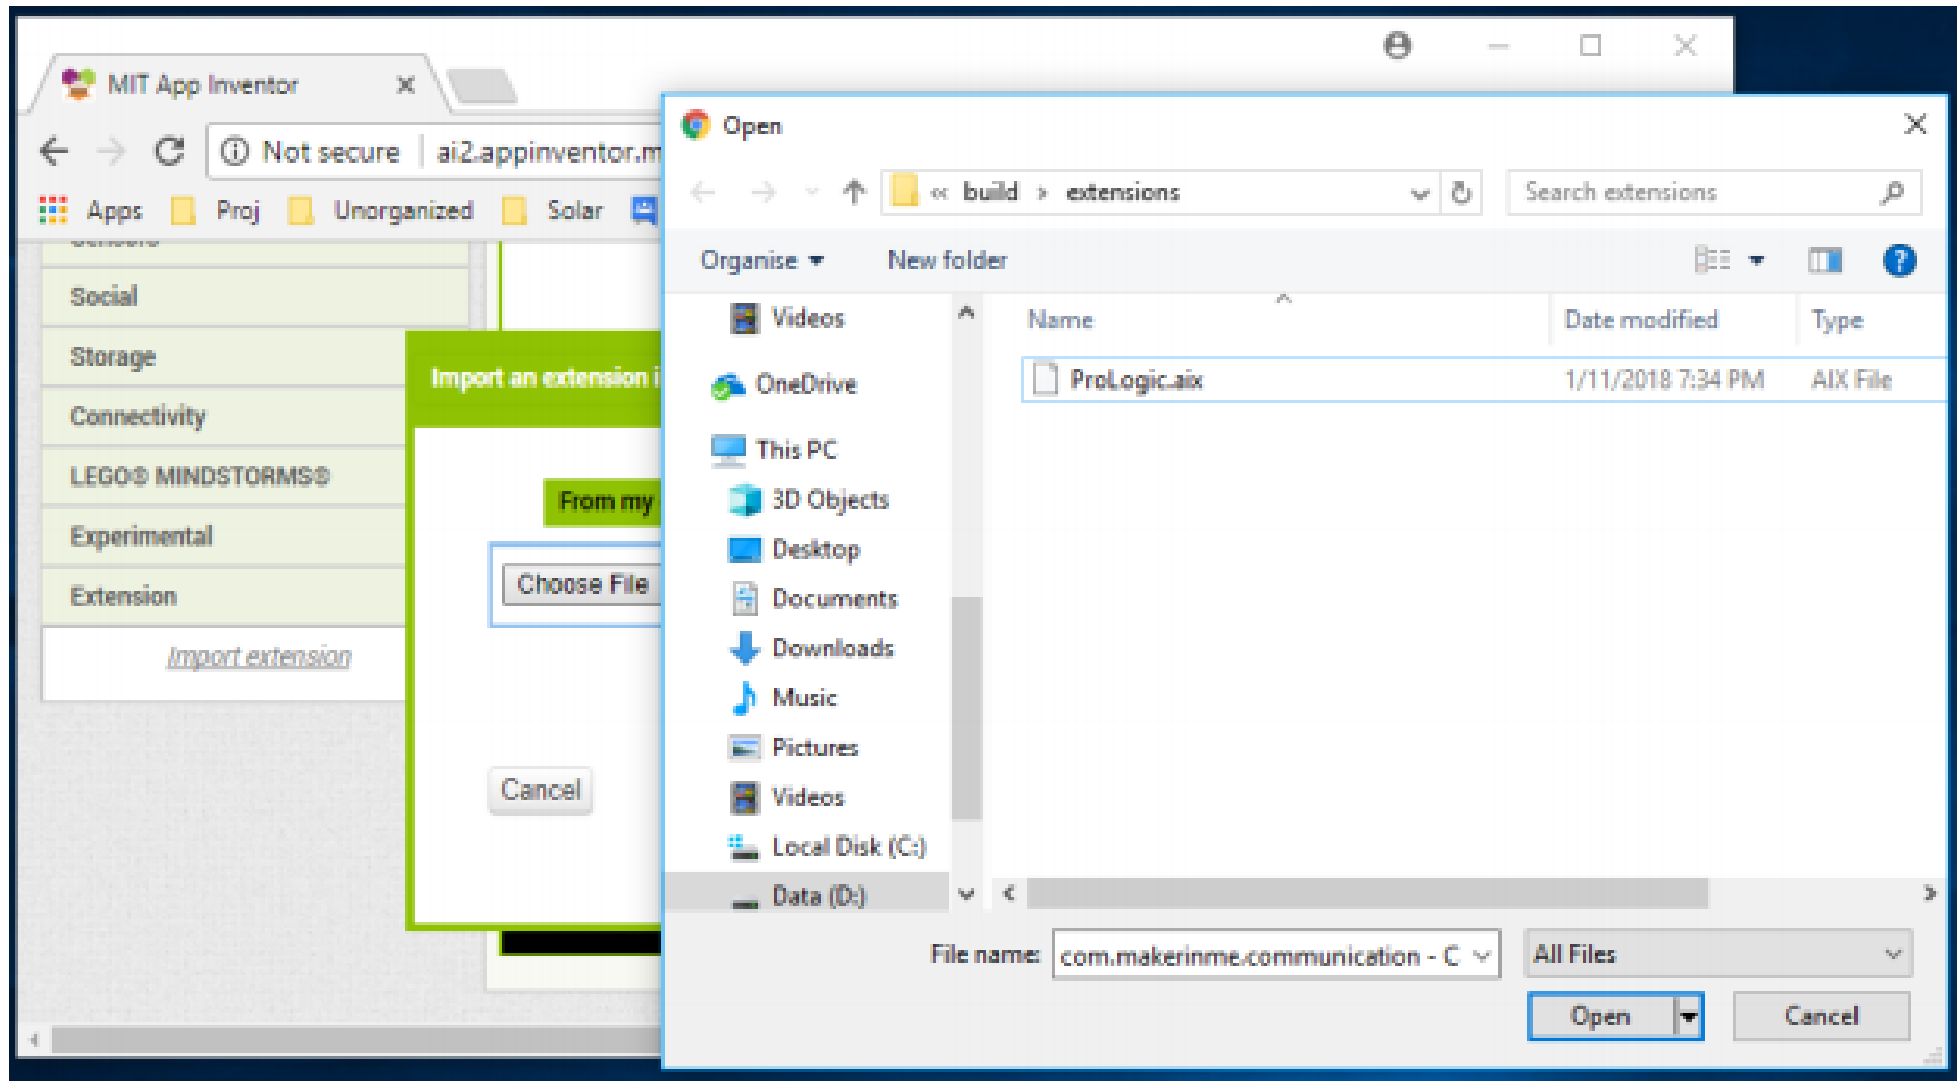 MIT App Inventor
Not secure | ai2.appinventor.m
Apps Proj Unorganized Solar
Sensors
Social
Storage
Connectivity
LEGO® MINDSTORMS®
Experimental
Extension
Import extension
Import an extension i
From my
Choose File
Cancel
Open
« build > extensions
Search extensions
Organise New folder
Videos
OneDrive
This PC
3D Objects
Desktop
Documents
Downloads
Music
Pictures
Videos
Local Disk (C:)
Data (D:)
Name Date modified Type
ProLogic.aix 1/11/2018 7:34 PM AIX File
File name: com.makerinme.communication - C All Files
Open Cancel